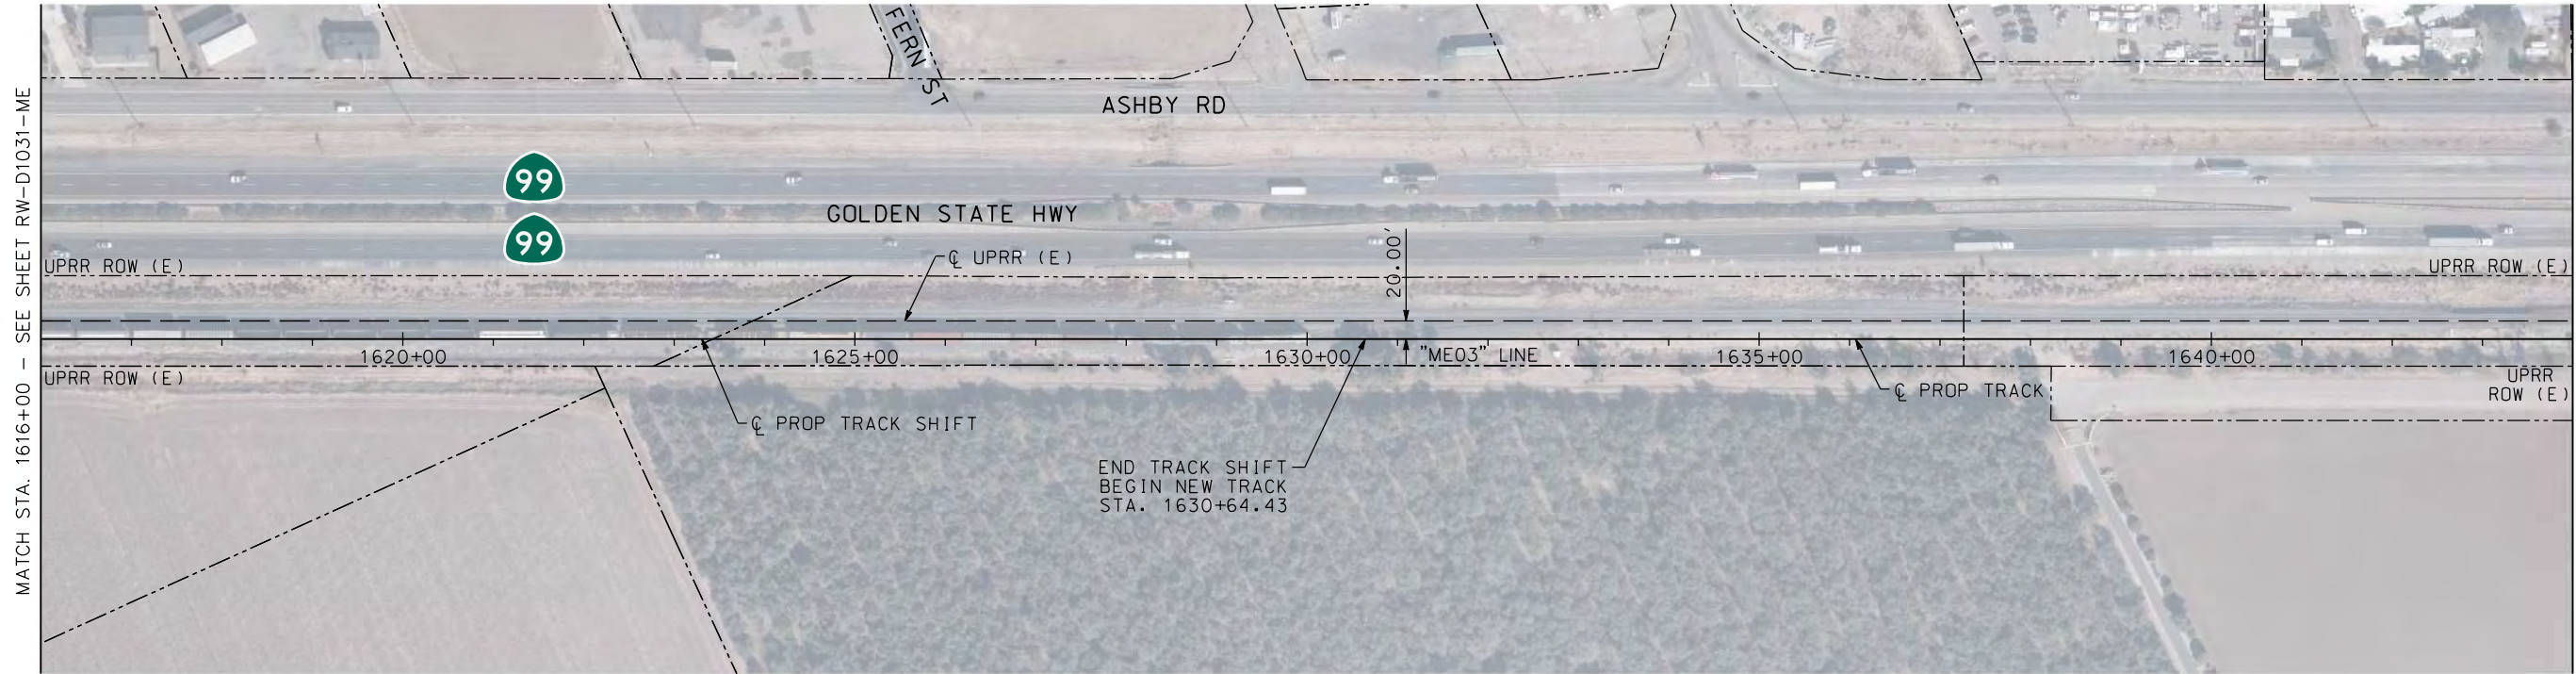 MATCH STA. 1616+00 - SEE SHEET RW-D1031-ME
FERN ST
ASHBY RD
99
GOLDEN STATE HWY
99
UPRR ROW (E)
℄ UPRR (E)
20.00'
UPRR ROW (E)
1620+00
1625+00
1630+00
"ME03" LINE
1635+00
1640+00
UPRR ROW (E)
℄ PROP TRACK SHIFT
℄ PROP TRACK
UPRR
ROW (E)
END TRACK SHIFT
BEGIN NEW TRACK
STA. 1630+64.43